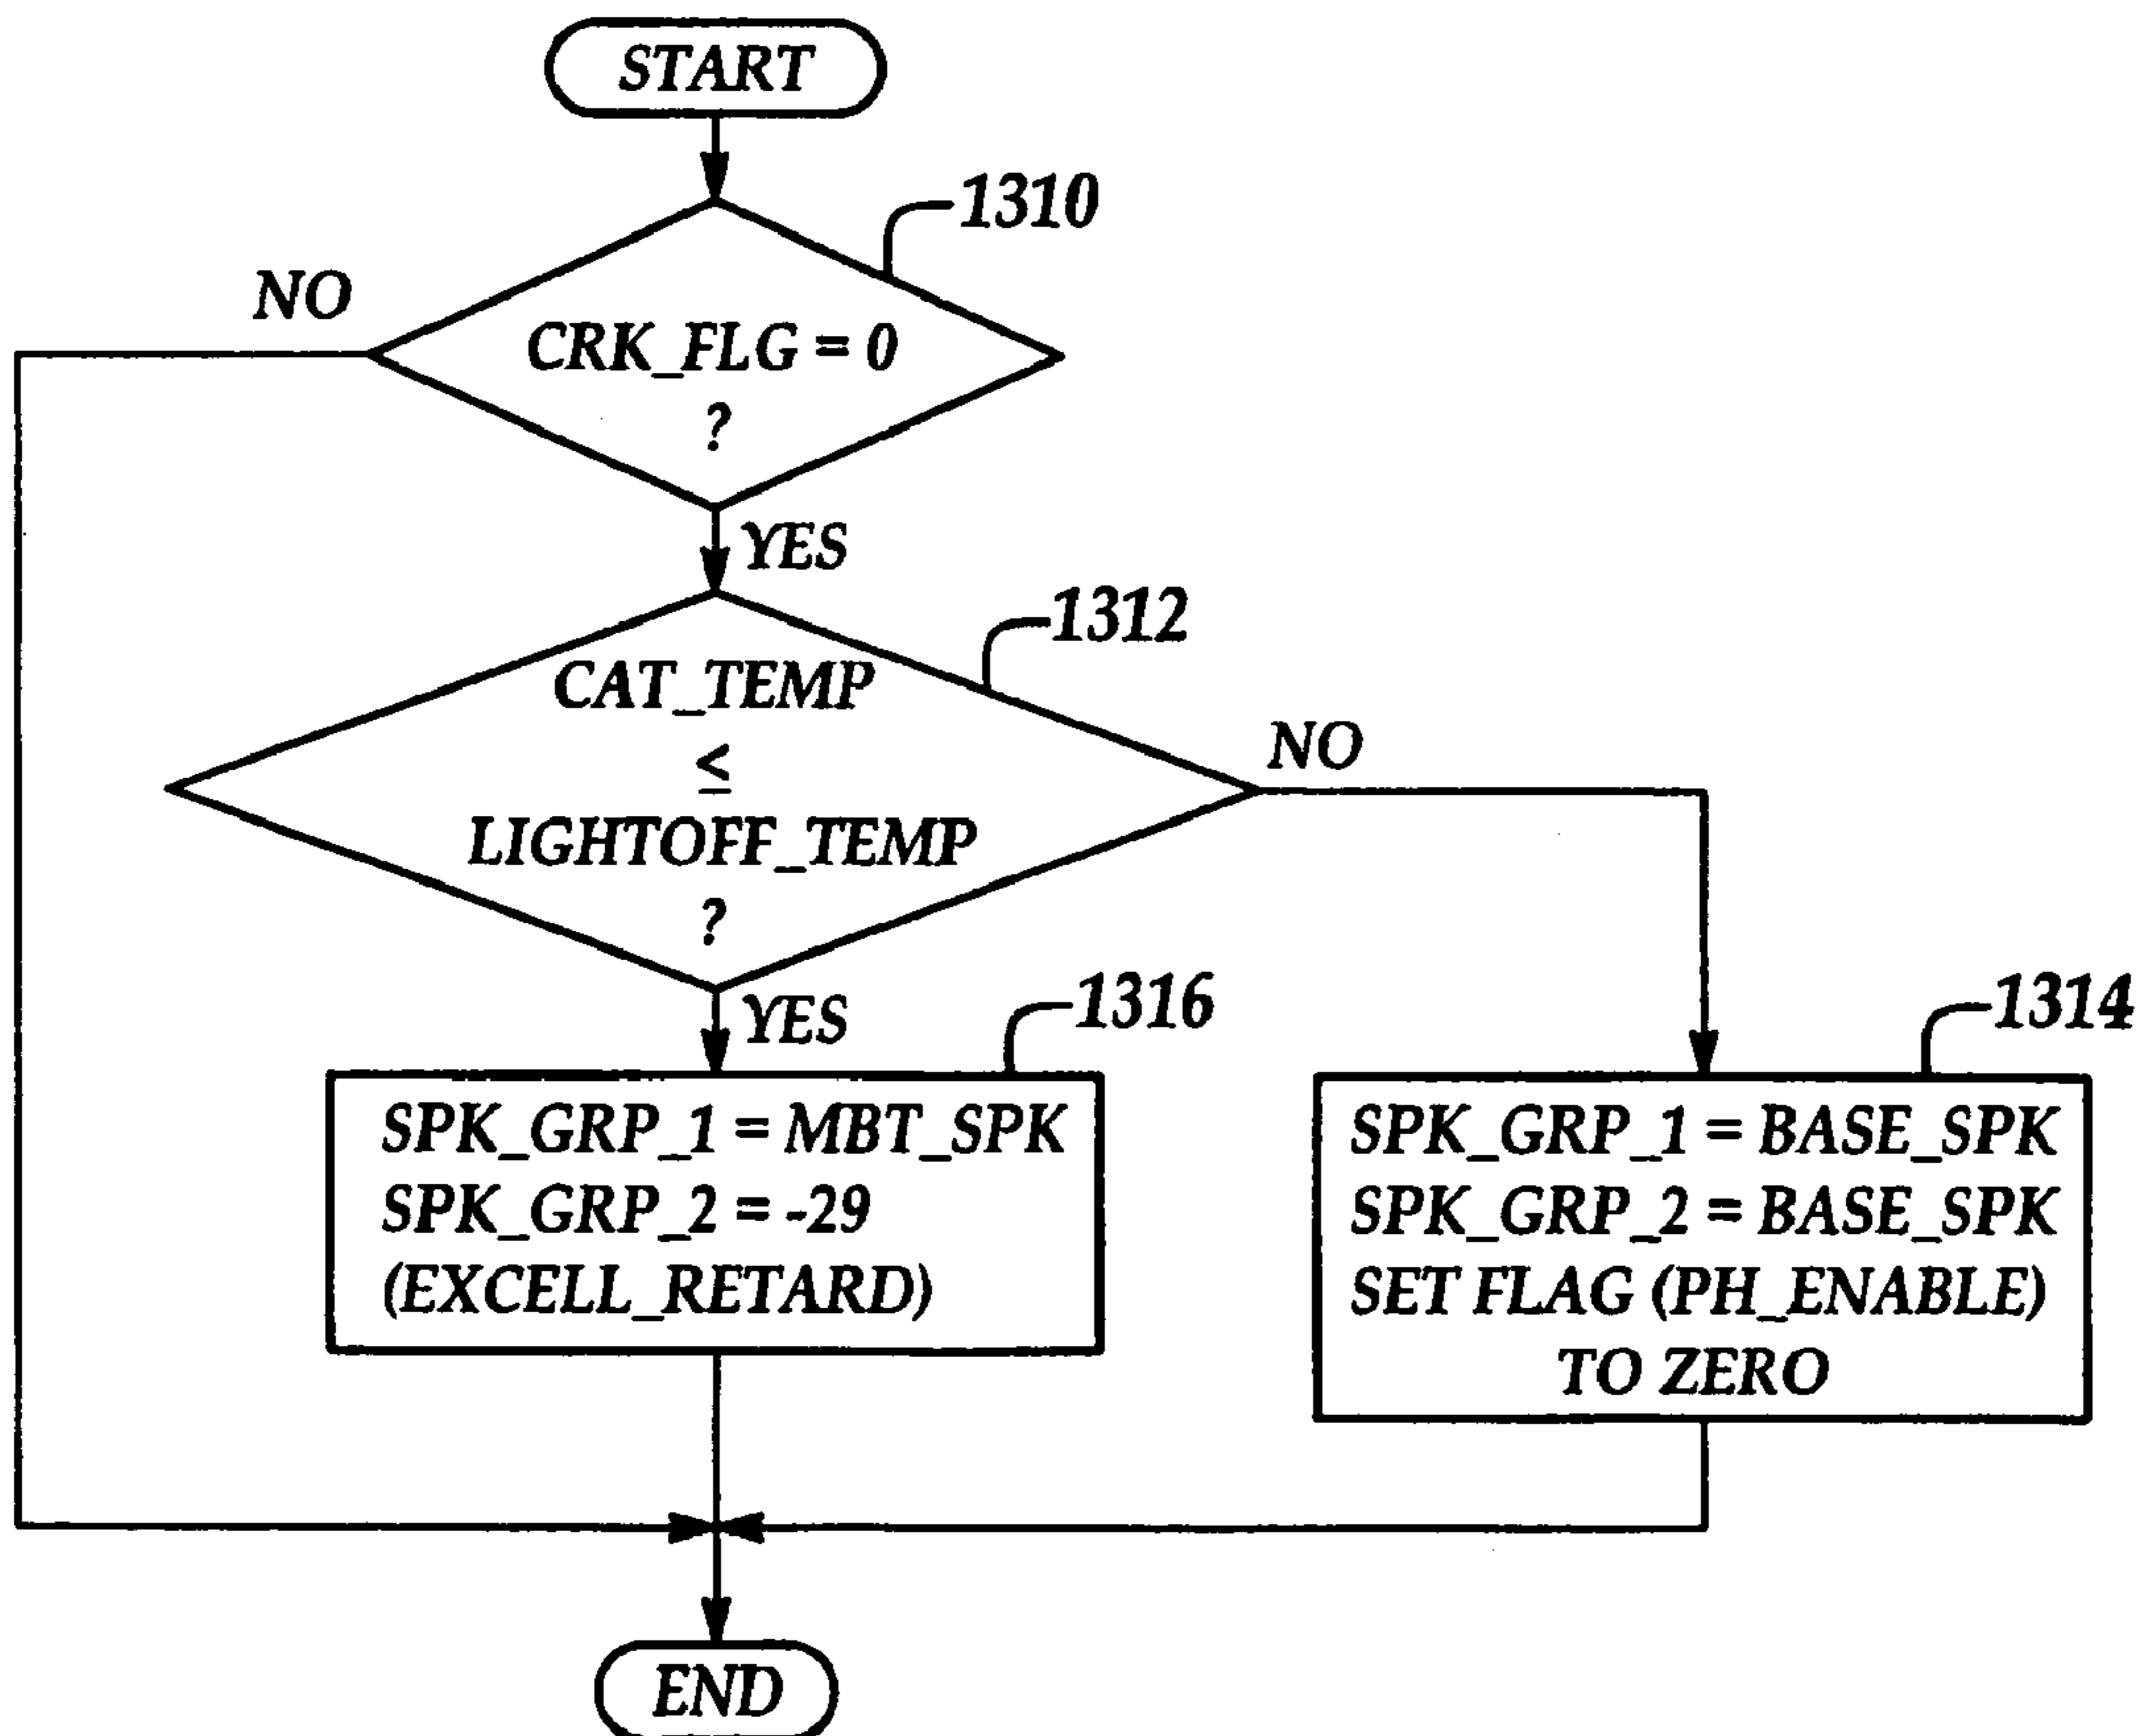 START
1310
NO
CRK_FLG = 0
?
YES
1312
CAT_TEMP
≤
LIGHTOFF_TEMP
?
NO
YES
1316
SPK_GRP_1 = MBT_SPK
SPK_GRP_2 = -29
(EXCELL_RETARD)
1314
SPK_GRP_1 = BASE_SPK
SPK_GRP_2 = BASE_SPK
SET FLAG (PH_ENABLE)
TO ZERO
END